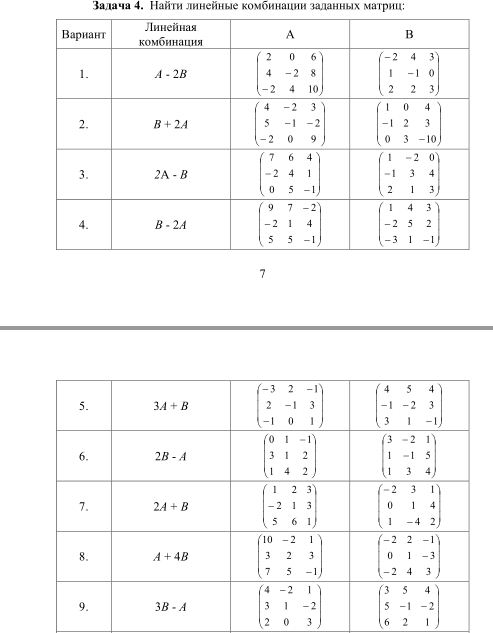 Задача 4. Найти линейные комбинации заданных матриц:
Вариант Линейная комбинация A B
1. A - 2B
2 0 6
4 −2 8
−2 4 10
−2 4 3
1 −1 0
2 2 3
2. B + 2A
4 −2 3
5 −1 −2
−2 0 9
1 0 4
−1 2 3
0 3 −10
3. 2A - B
7 6 4
−2 4 1
0 5 −1
1 −2 0
−1 3 4
2 1 3
4. B - 2A
9 7 −2
−2 1 4
5 5 −1
1 4 3
−2 5 2
−3 1 −1
7
5. 3A + B
−3 2 −1
2 −1 3
−1 0 1
4 5 4
−1 −2 3
3 1 −1
6. 2B - A
0 1 −1
3 1 2
1 4 2
3 −2 1
1 −1 5
1 3 4
7. 2A + B
1 2 3
−2 1 3
5 6 1
−2 3 1
0 1 4
1 −4 2
8. A + 4B
10 −2 1
3 2 3
7 5 −1
−2 2 −1
0 1 −3
−2 4 3
9. 3B - A
4 −2 1
3 1 −2
2 0 3
3 5 4
5 −1 −2
6 2 1